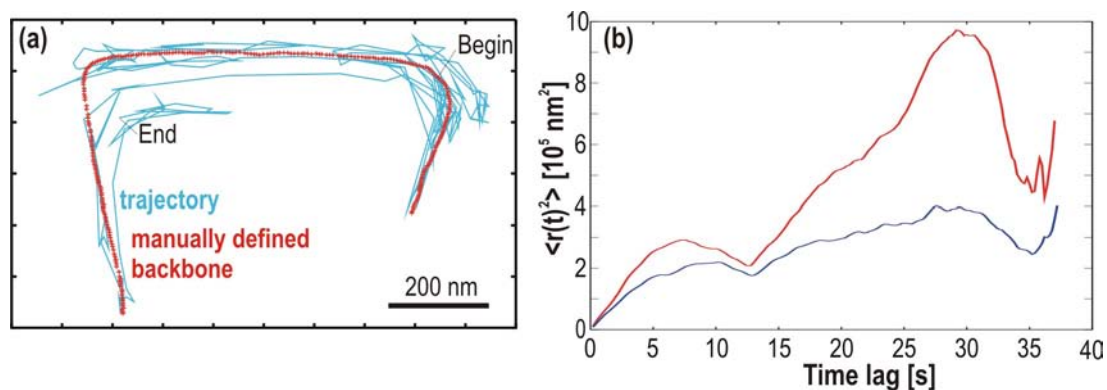 (a)
Begin
End
trajectory
manually defined
backbone
200 nm
(b)
<r(t)²> [10⁵ nm²]
10
8
6
4
2
0
0 5 10 15 20 25 30 35 40
Time lag [s]